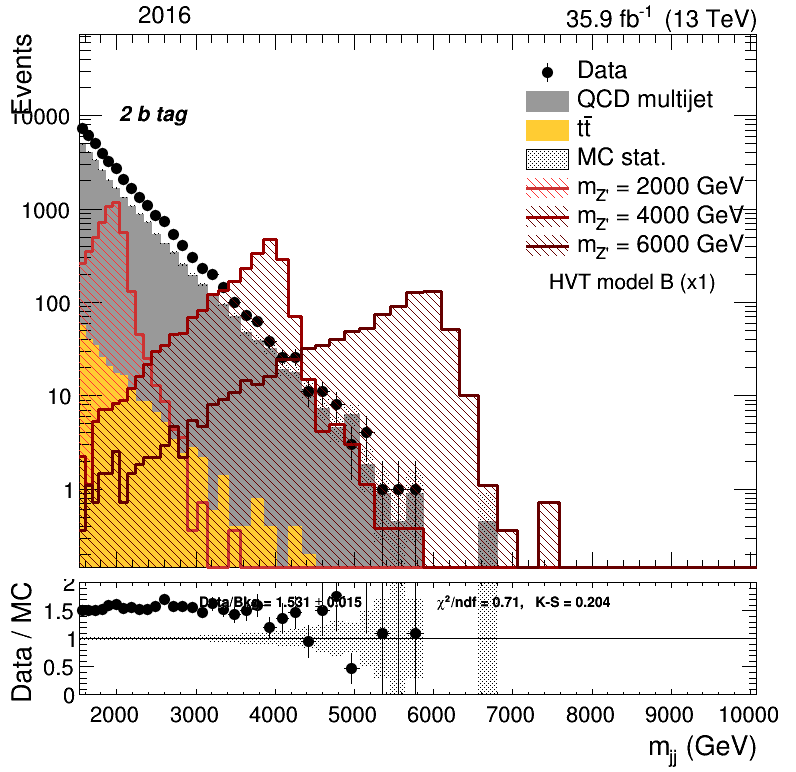 2016
35.9 fb⁻¹ (13 TeV)
Events
2 b tag
Data
QCD multijet
tt̄
MC stat.
m_Z' = 2000 GeV
m_Z' = 4000 GeV
m_Z' = 6000 GeV
HVT model B (x1)
10000
1000
100
10
1
Data / MC
2
1.5
1
0.5
0
Data/Bkg = 1.531 ± 0.015
χ²/ndf = 0.71, K-S = 0.204
2000 3000 4000 5000 6000 7000 8000 9000 10000
m_jj (GeV)